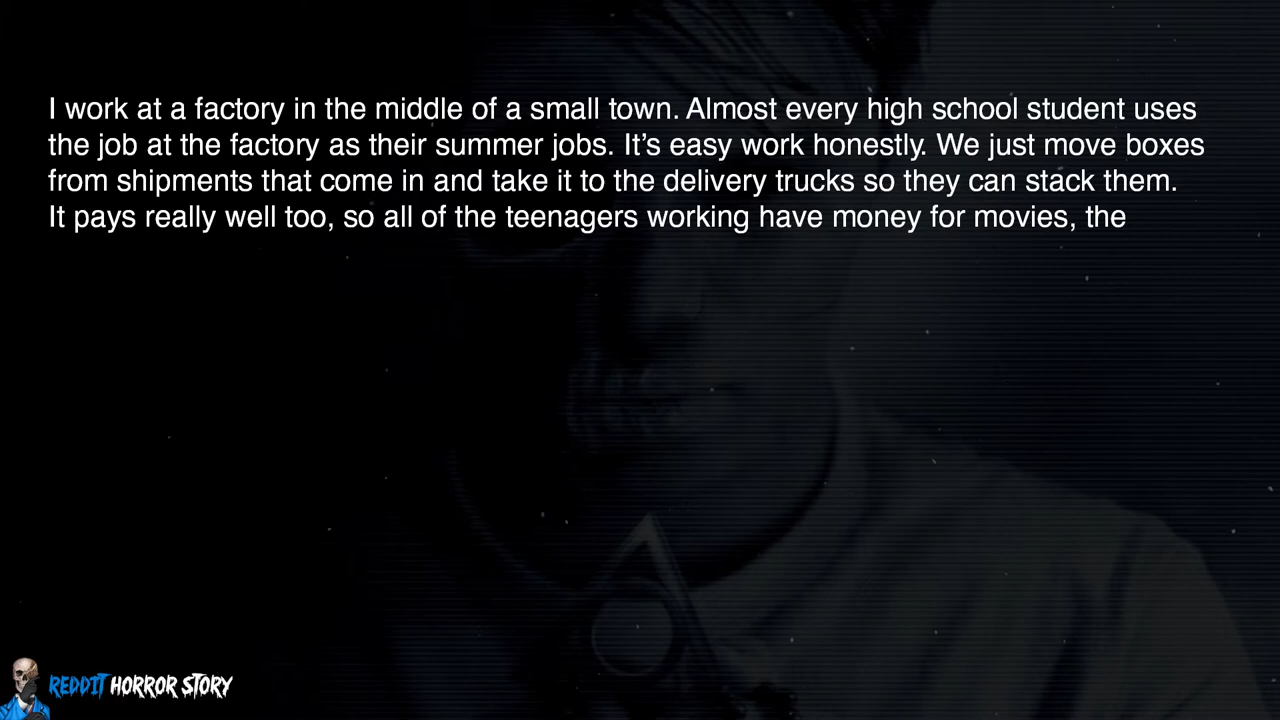 I work at a factory in the middle of a small town. Almost every high school student uses
the job at the factory as their summer jobs. It’s easy work honestly. We just move boxes
from shipments that come in and take it to the delivery trucks so they can stack them.
It pays really well too, so all of the teenagers working have money for movies, the
REDDIT HORROR STORY